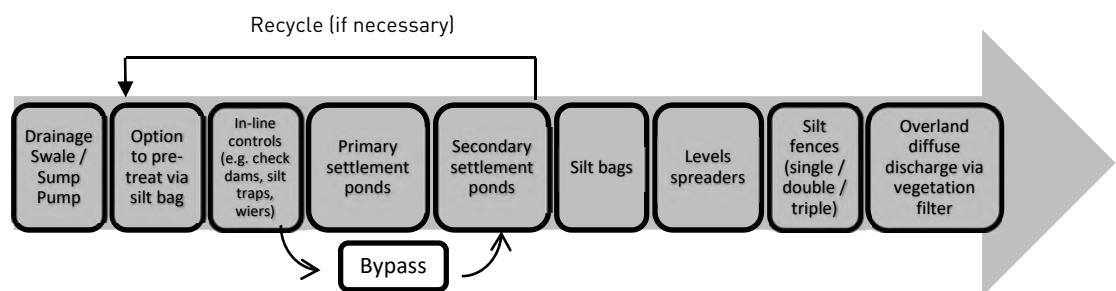 Recycle (if necessary)
Drainage
Swale /
Sump
Pump
Option
to pre-
treat via
silt bag
In-line
controls
(e.g. check
dams, silt
traps,
wiers)
Primary
settlement
ponds
Secondary
settlement
ponds
Silt bags
Levels
spreaders
Silt
fences
(single /
double /
triple)
Overland
diffuse
discharge via
vegetation
filter
Bypass